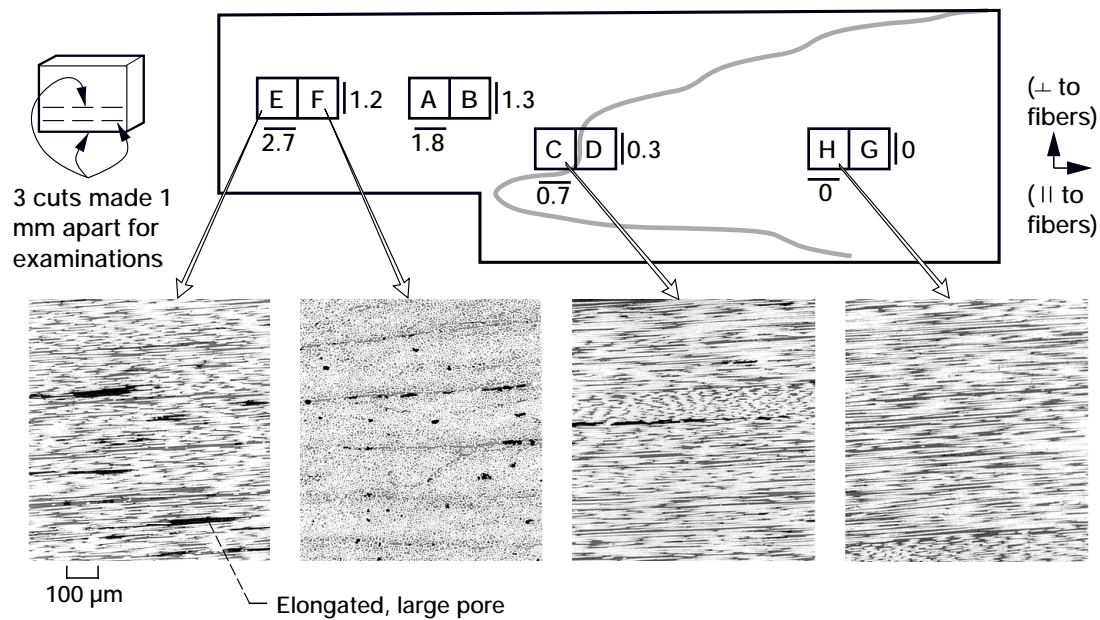 E F 1.2
2.7
A B 1.3
1.8
C D 0.3
0.7
H G 0
0
(⊥ to
fibers)
(|| to
fibers)
3 cuts made 1
mm apart for
examinations
100 µm
Elongated, large pore